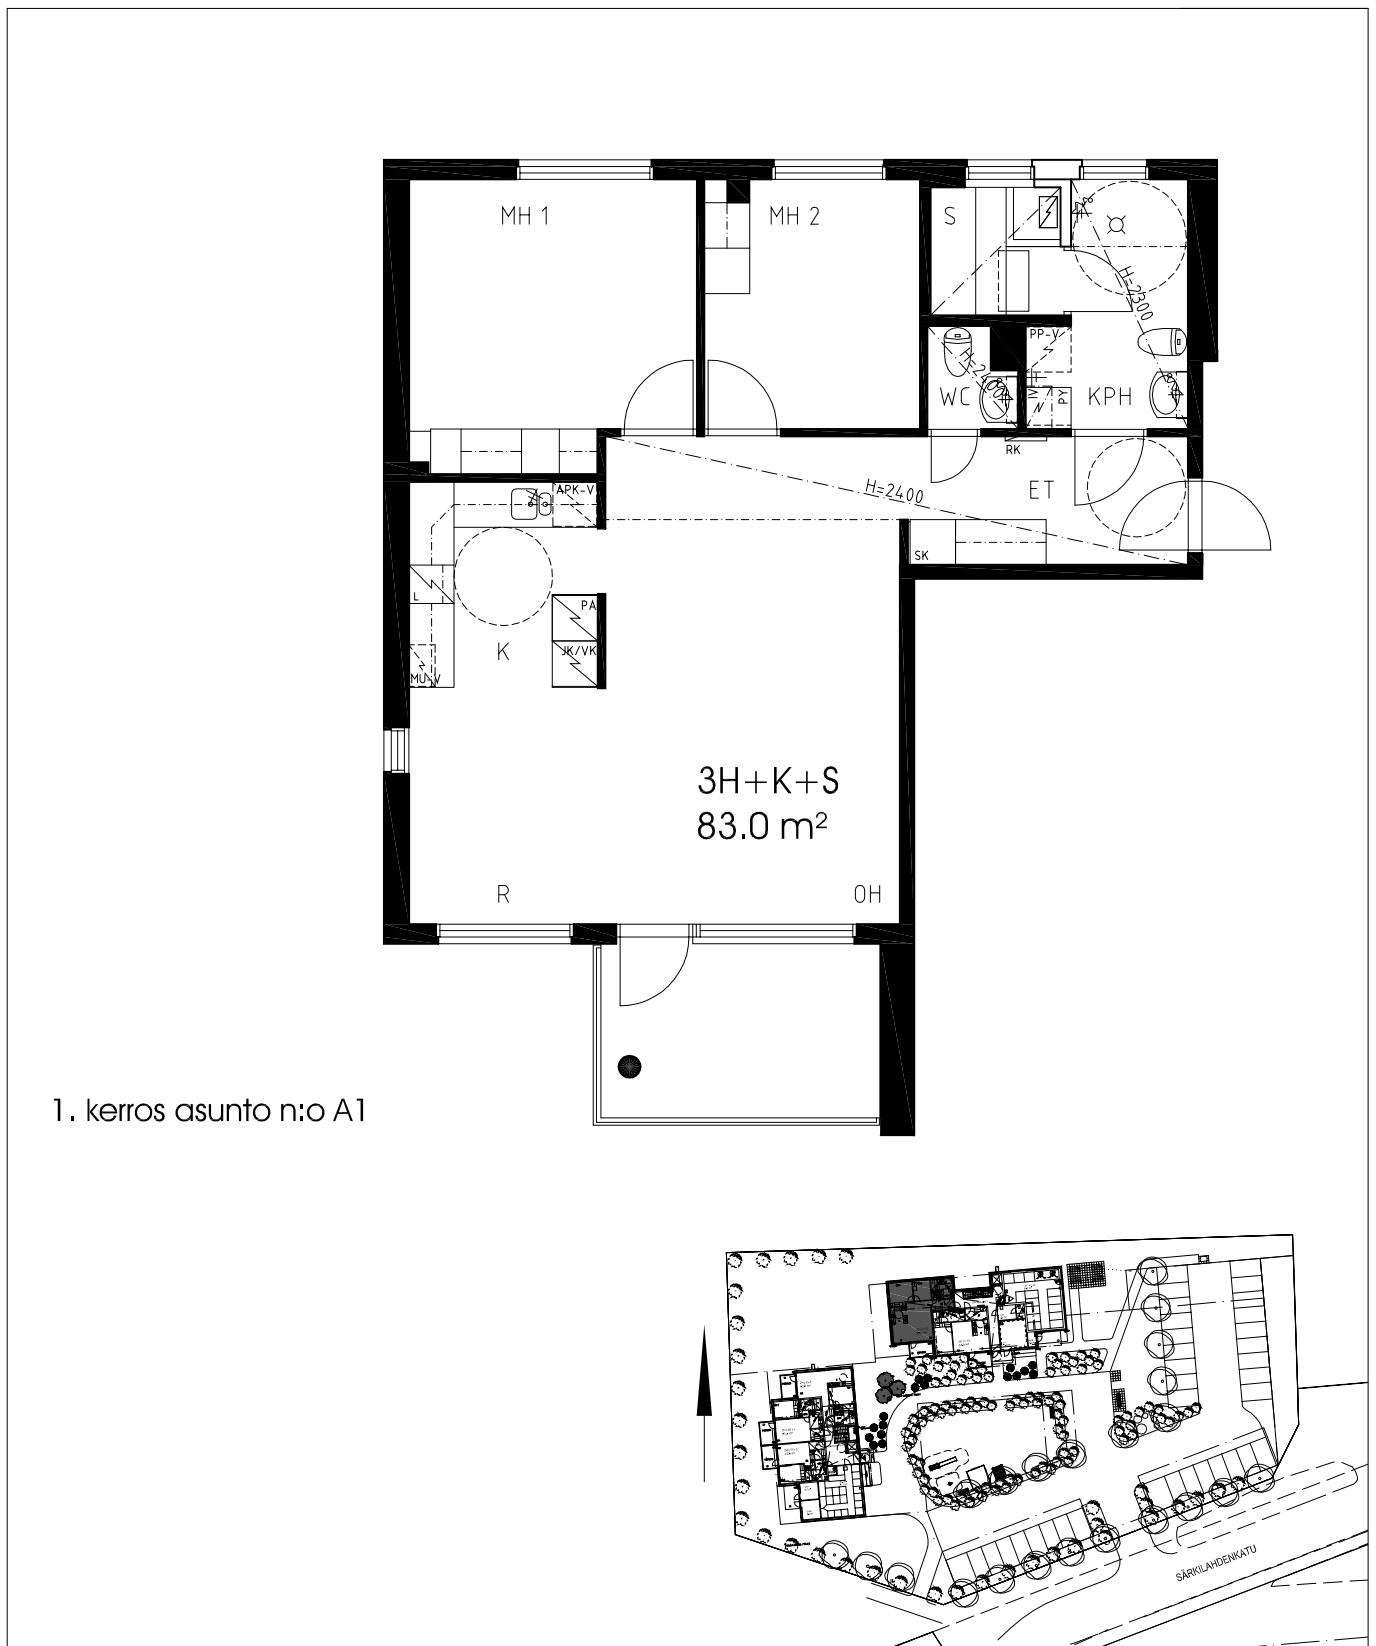 MH 1
MH 2
S
H=2300
PP-V
WC
PY
KPH
RK
ET
H=2400
APK-V
SK
L
PA
K
JK/VK
MU-V
3H+K+S
83.0 m²
R
OH
1. kerros asunto n:o A1
SÄRKILAHDENKATU